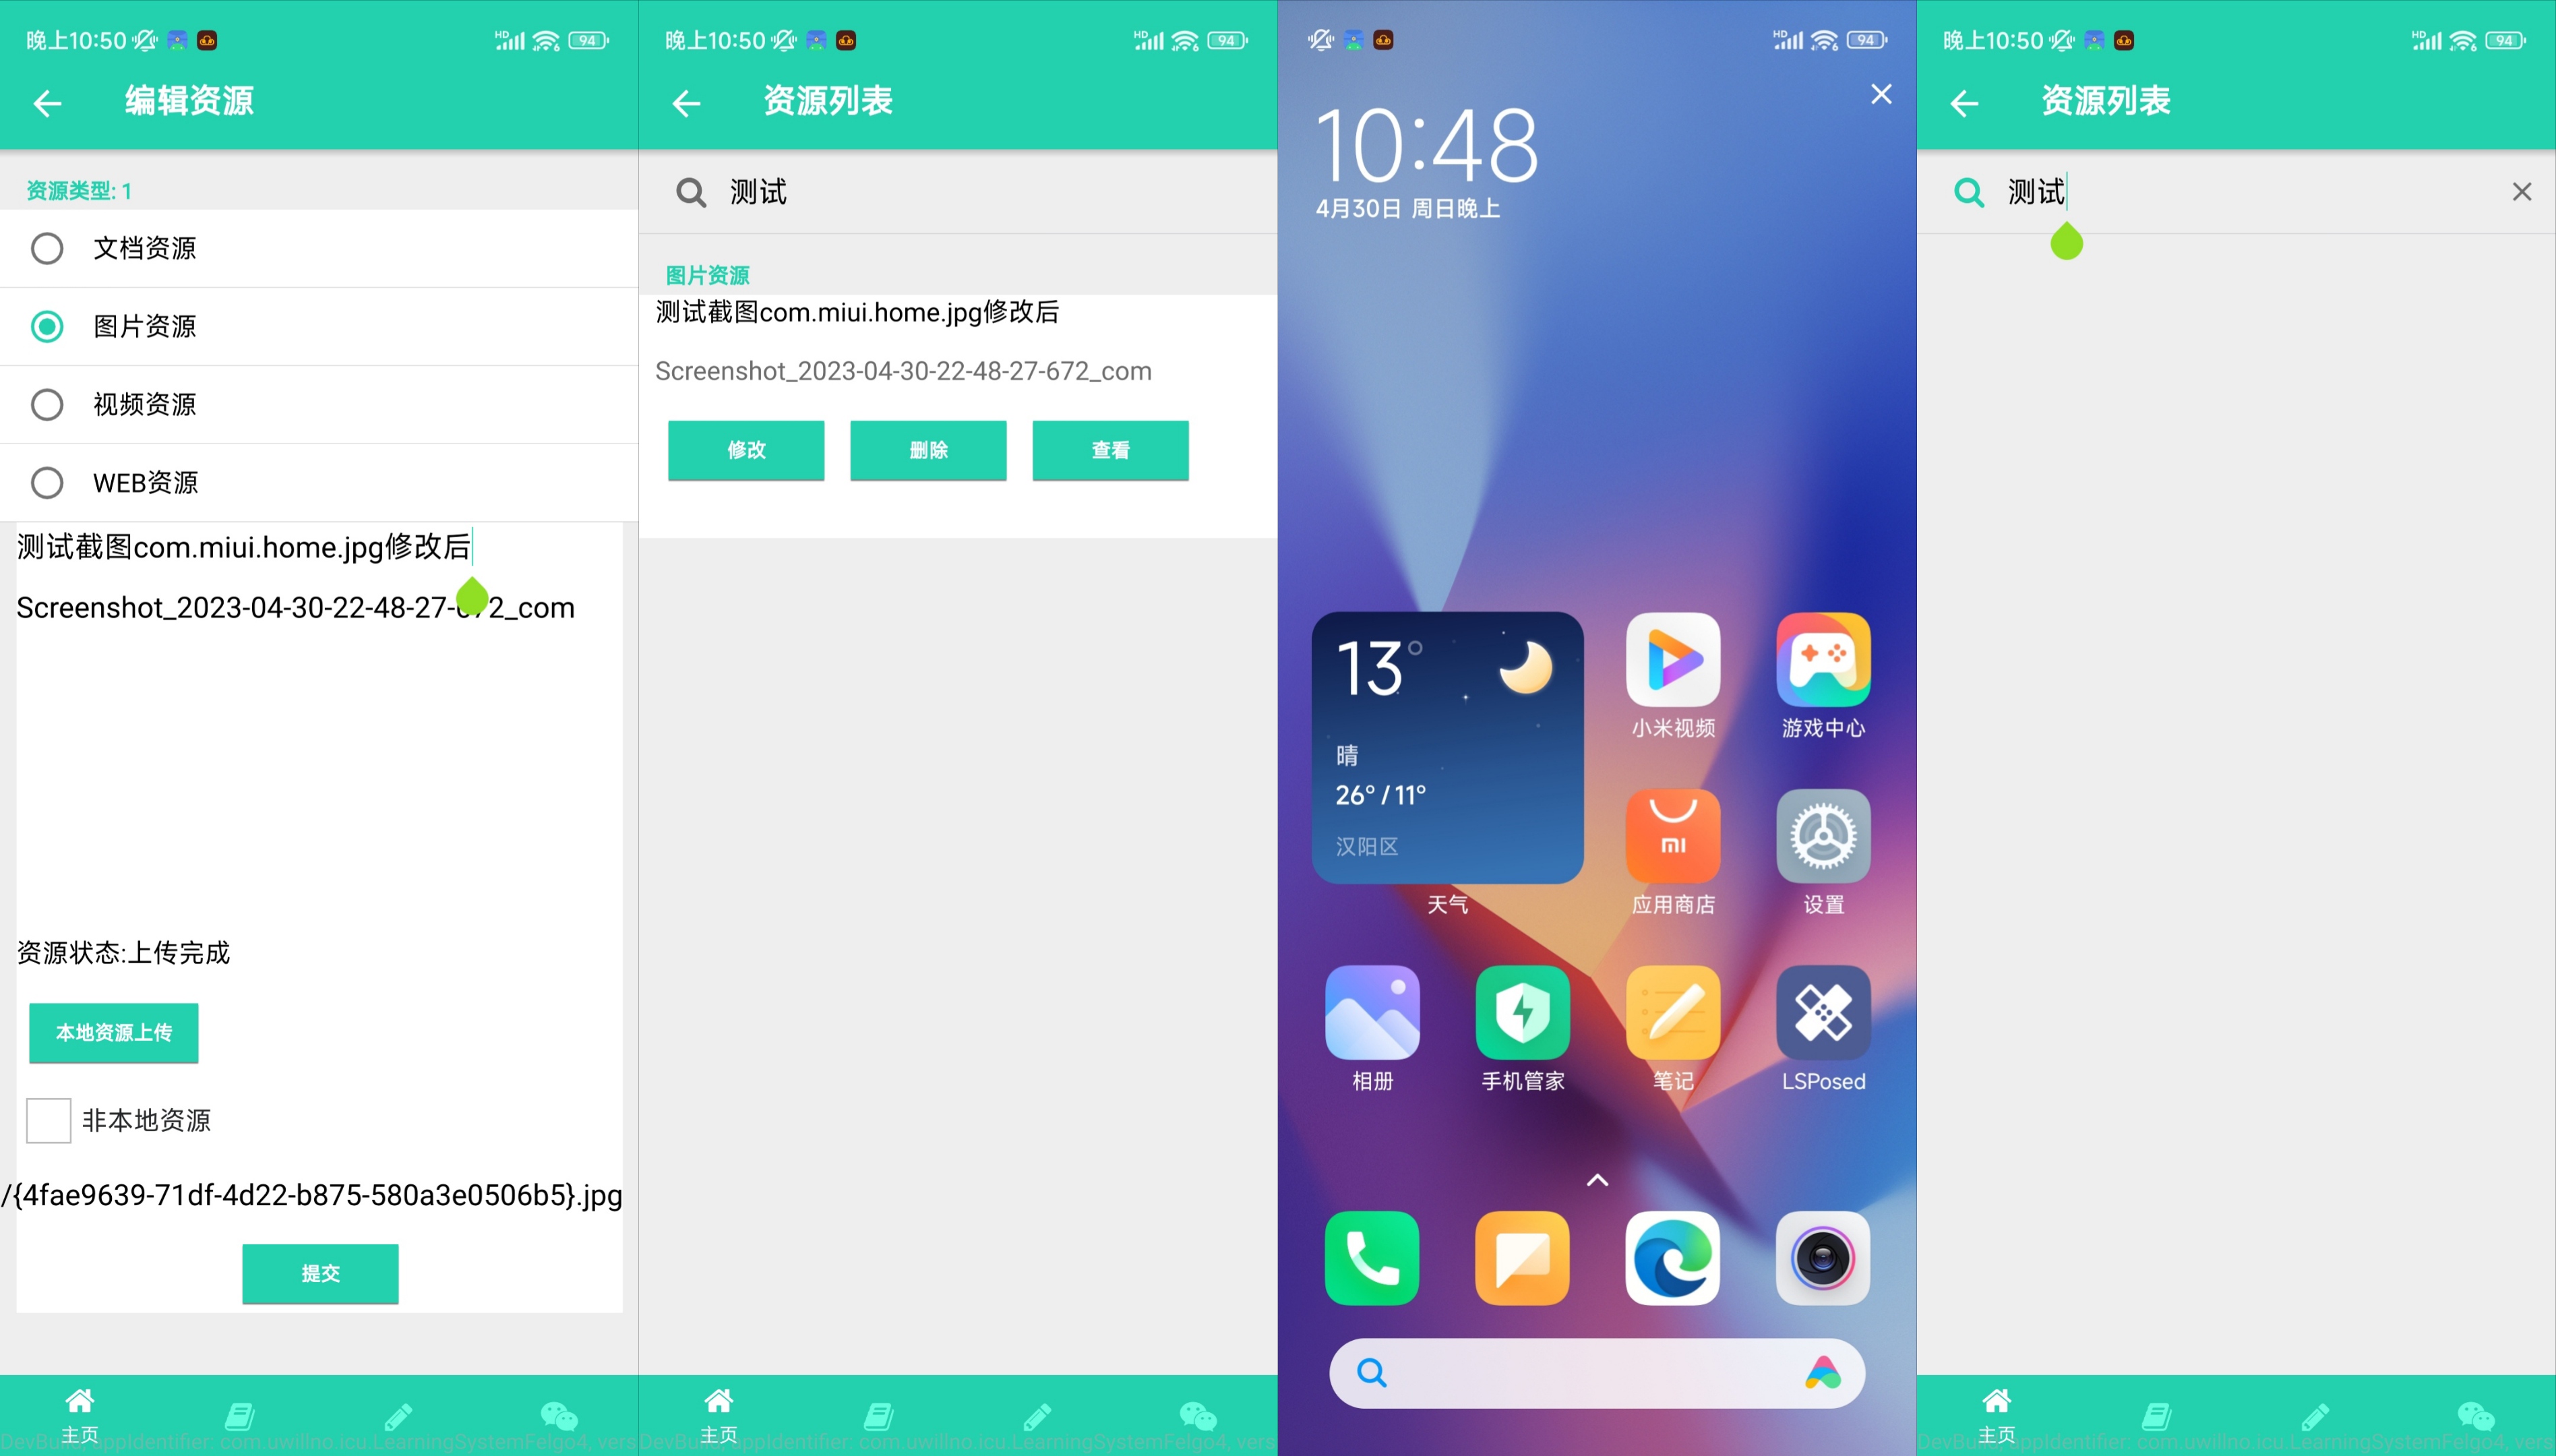 晚上10:50
HD
6
94
编辑资源
资源类型: 1
文档资源
图片资源
视频资源
WEB资源
测试截图com.miui.home.jpg修改后
Screenshot_2023-04-30-22-48-27-672_com
资源状态:上传完成
本地资源上传
非本地资源
/{4fae9639-71df-4d22-b875-580a3e0506b5}.jpg
提交
主页
appIdentifier: com.uwillno.icu.LearningSystemFelgo4, vers
晚上10:50
HD
6
94
资源列表
测试
图片资源
测试截图com.miui.home.jpg修改后
Screenshot_2023-04-30-22-48-27-672_com
修改
删除
查看
主页
appIdentifier: com.uwillno.icu.LearningSystemFelgo4, vers
HD
6
94
10:48
4月30日 周日晚上
13°
晴
26° / 11°
汉阳区
天气
小米视频
游戏中心
mi
应用商店
设置
相册
手机管家
笔记
LSPosed
晚上10:50
HD
6
94
资源列表
测试
主页
appIdentifier: com.uwillno.icu.LearningSystemFelgo4, vers